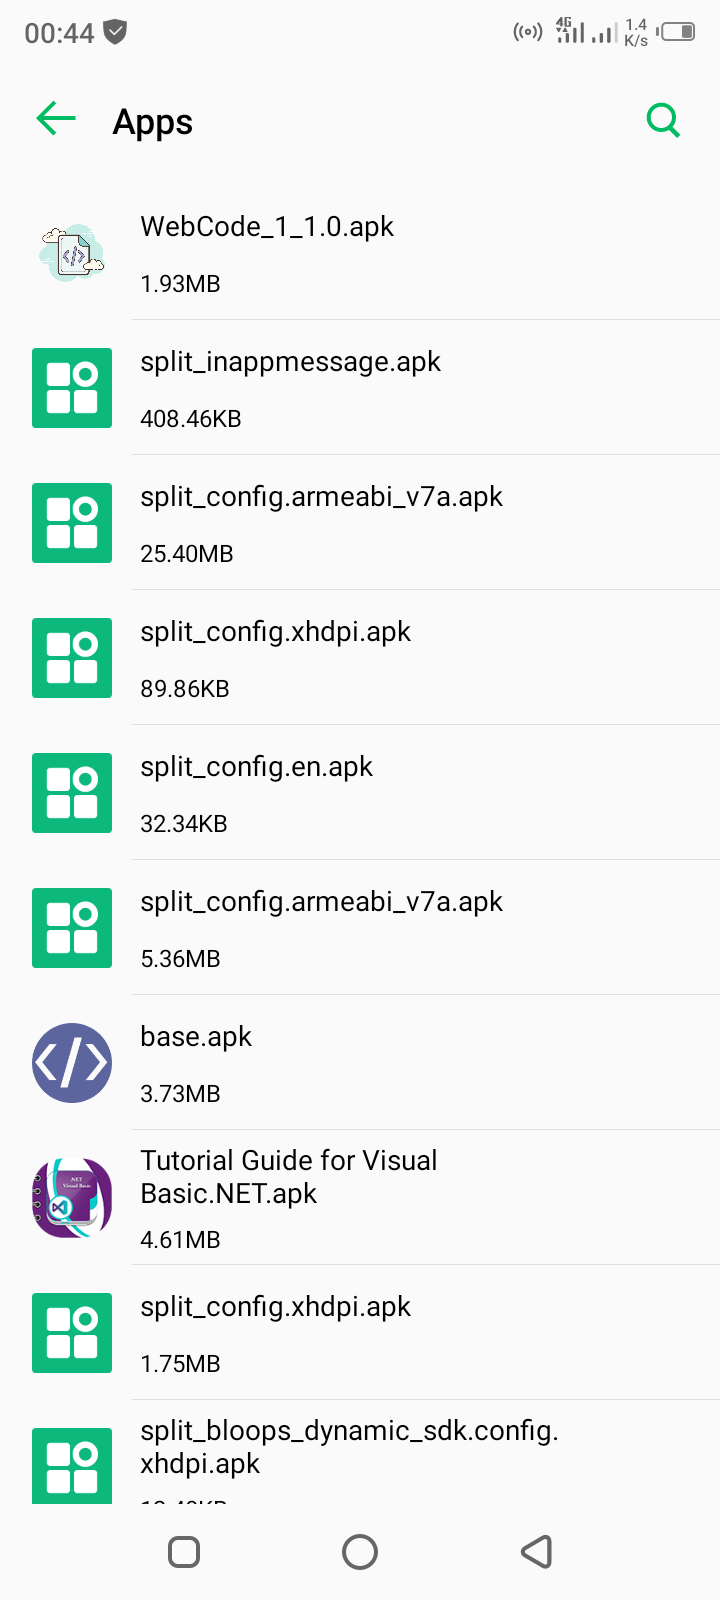 00:44
4G
1.4
K/s
Apps
WebCode_1_1.0.apk
1.93MB
split_inappmessage.apk
408.46KB
split_config.armeabi_v7a.apk
25.40MB
split_config.xhdpi.apk
89.86KB
split_config.en.apk
32.34KB
split_config.armeabi_v7a.apk
5.36MB
base.apk
3.73MB
.NET
Visual Basic
Tutorial Guide for Visual
Basic.NET.apk
4.61MB
split_config.xhdpi.apk
1.75MB
split_bloops_dynamic_sdk.config.
xhdpi.apk